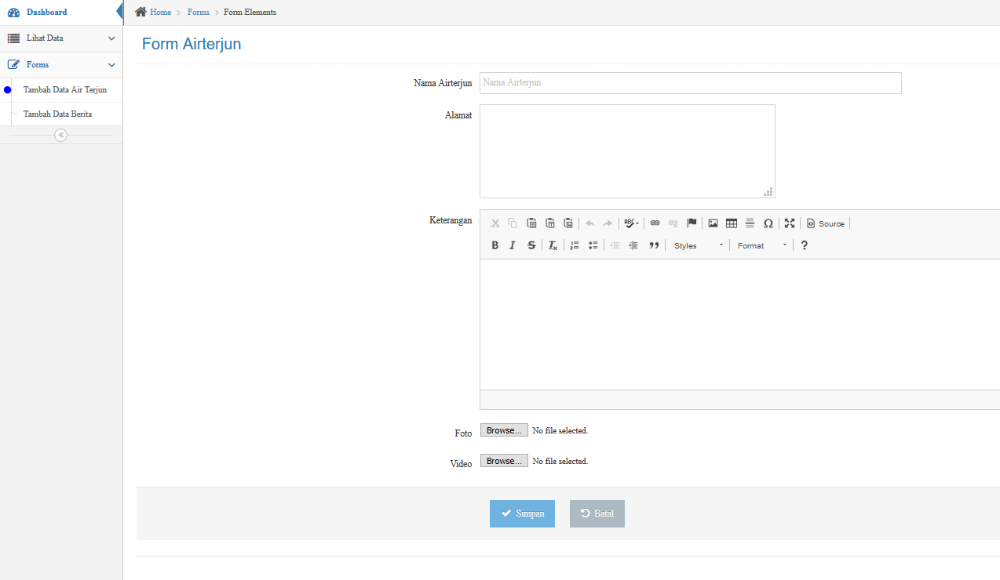 Dashboard
Home > Forms > Form Elements
Lihat Data
Forms
Tambah Data Air Terjun
Tambah Data Berita
Form Airterjun
Nama Airterjun
Nama Airterjun
Alamat
Keterangan
ABC
Source
B I S Tx
Styles
Format
?
Foto
Browse... No file selected.
Video
Browse... No file selected.
Simpan
Batal